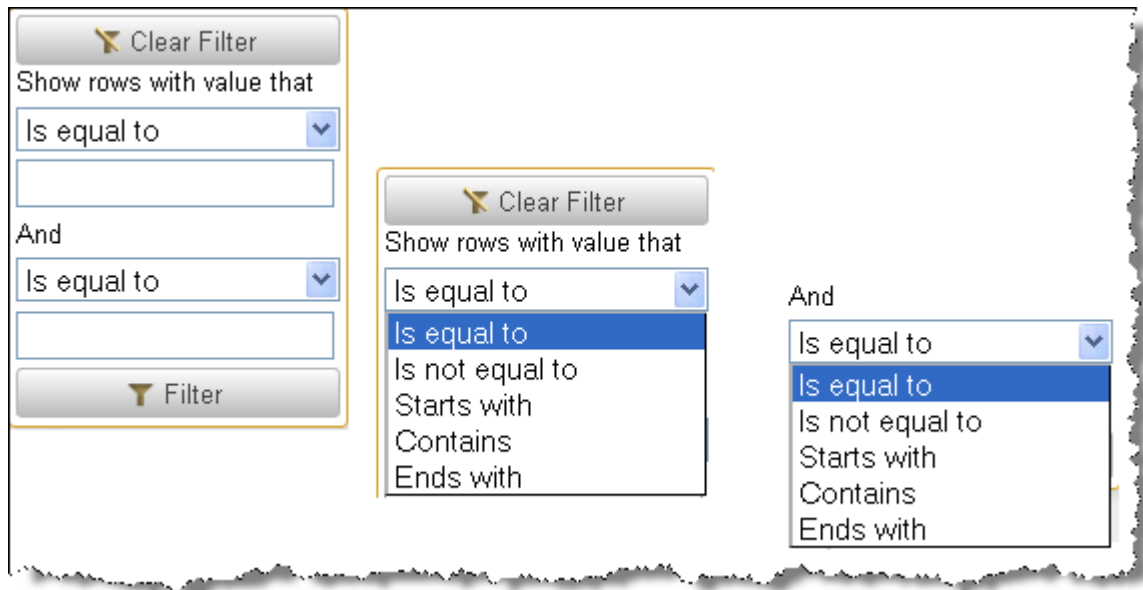 Clear Filter
Show rows with value that
Is equal to
And
Is equal to
Filter
Clear Filter
Show rows with value that
Is equal to
Is equal to
Is not equal to
Starts with
Contains
Ends with
And
Is equal to
Is equal to
Is not equal to
Starts with
Contains
Ends with